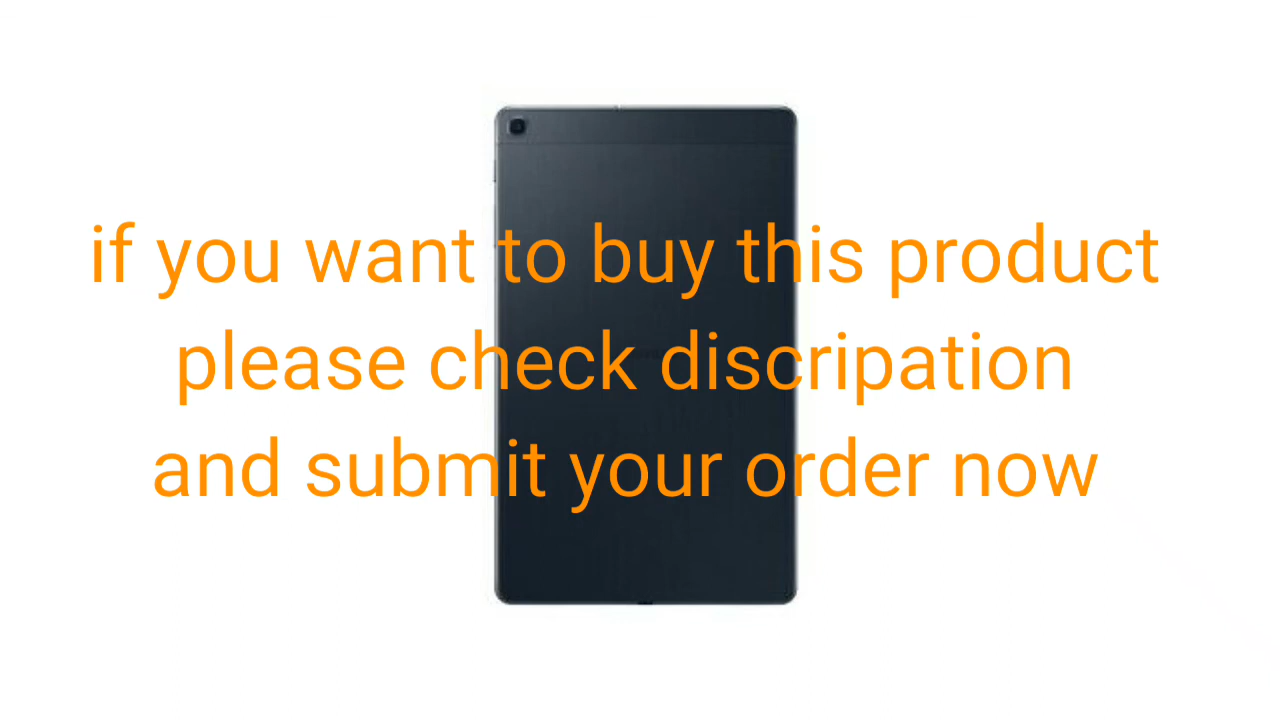 if you want to buy this product
please check discripation
and submit your order now